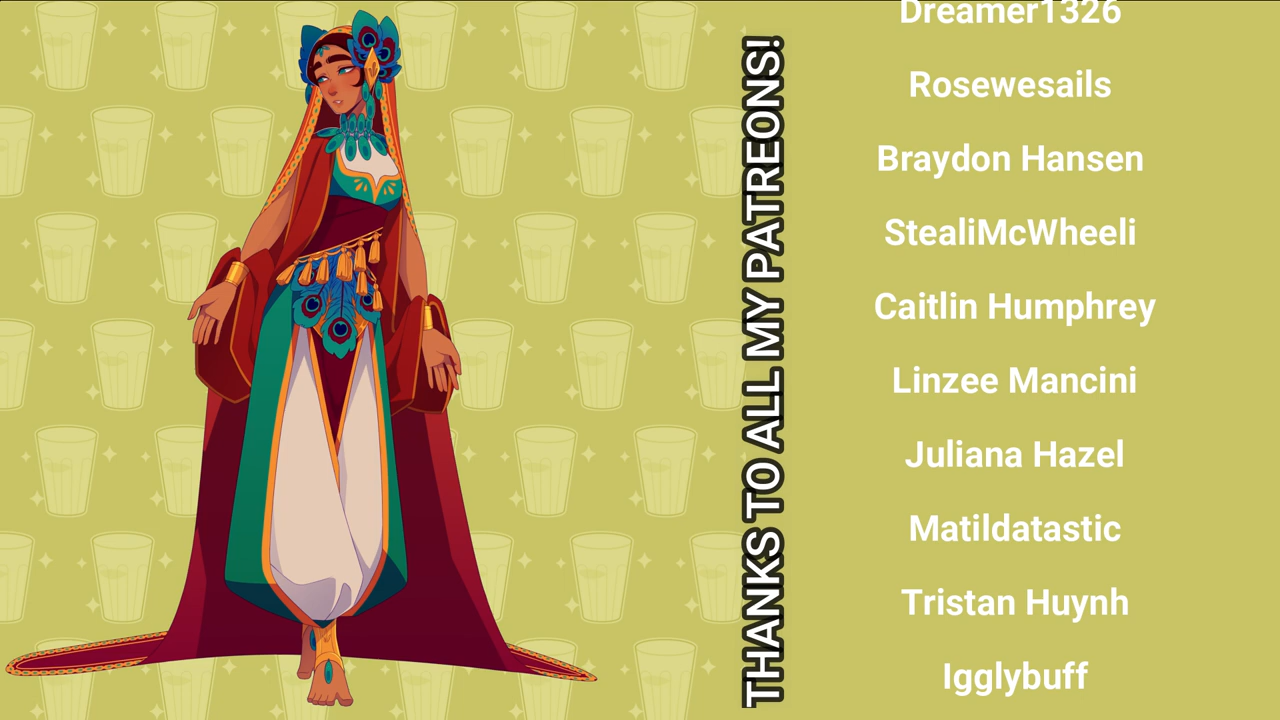 THANKS TO ALL MY PATREONS!
Dreamer1326
Rosewesails
Braydon Hansen
StealiMcWheeli
Caitlin Humphrey
Linzee Mancini
Juliana Hazel
Matildatastic
Tristan Huynh
Igglybuff